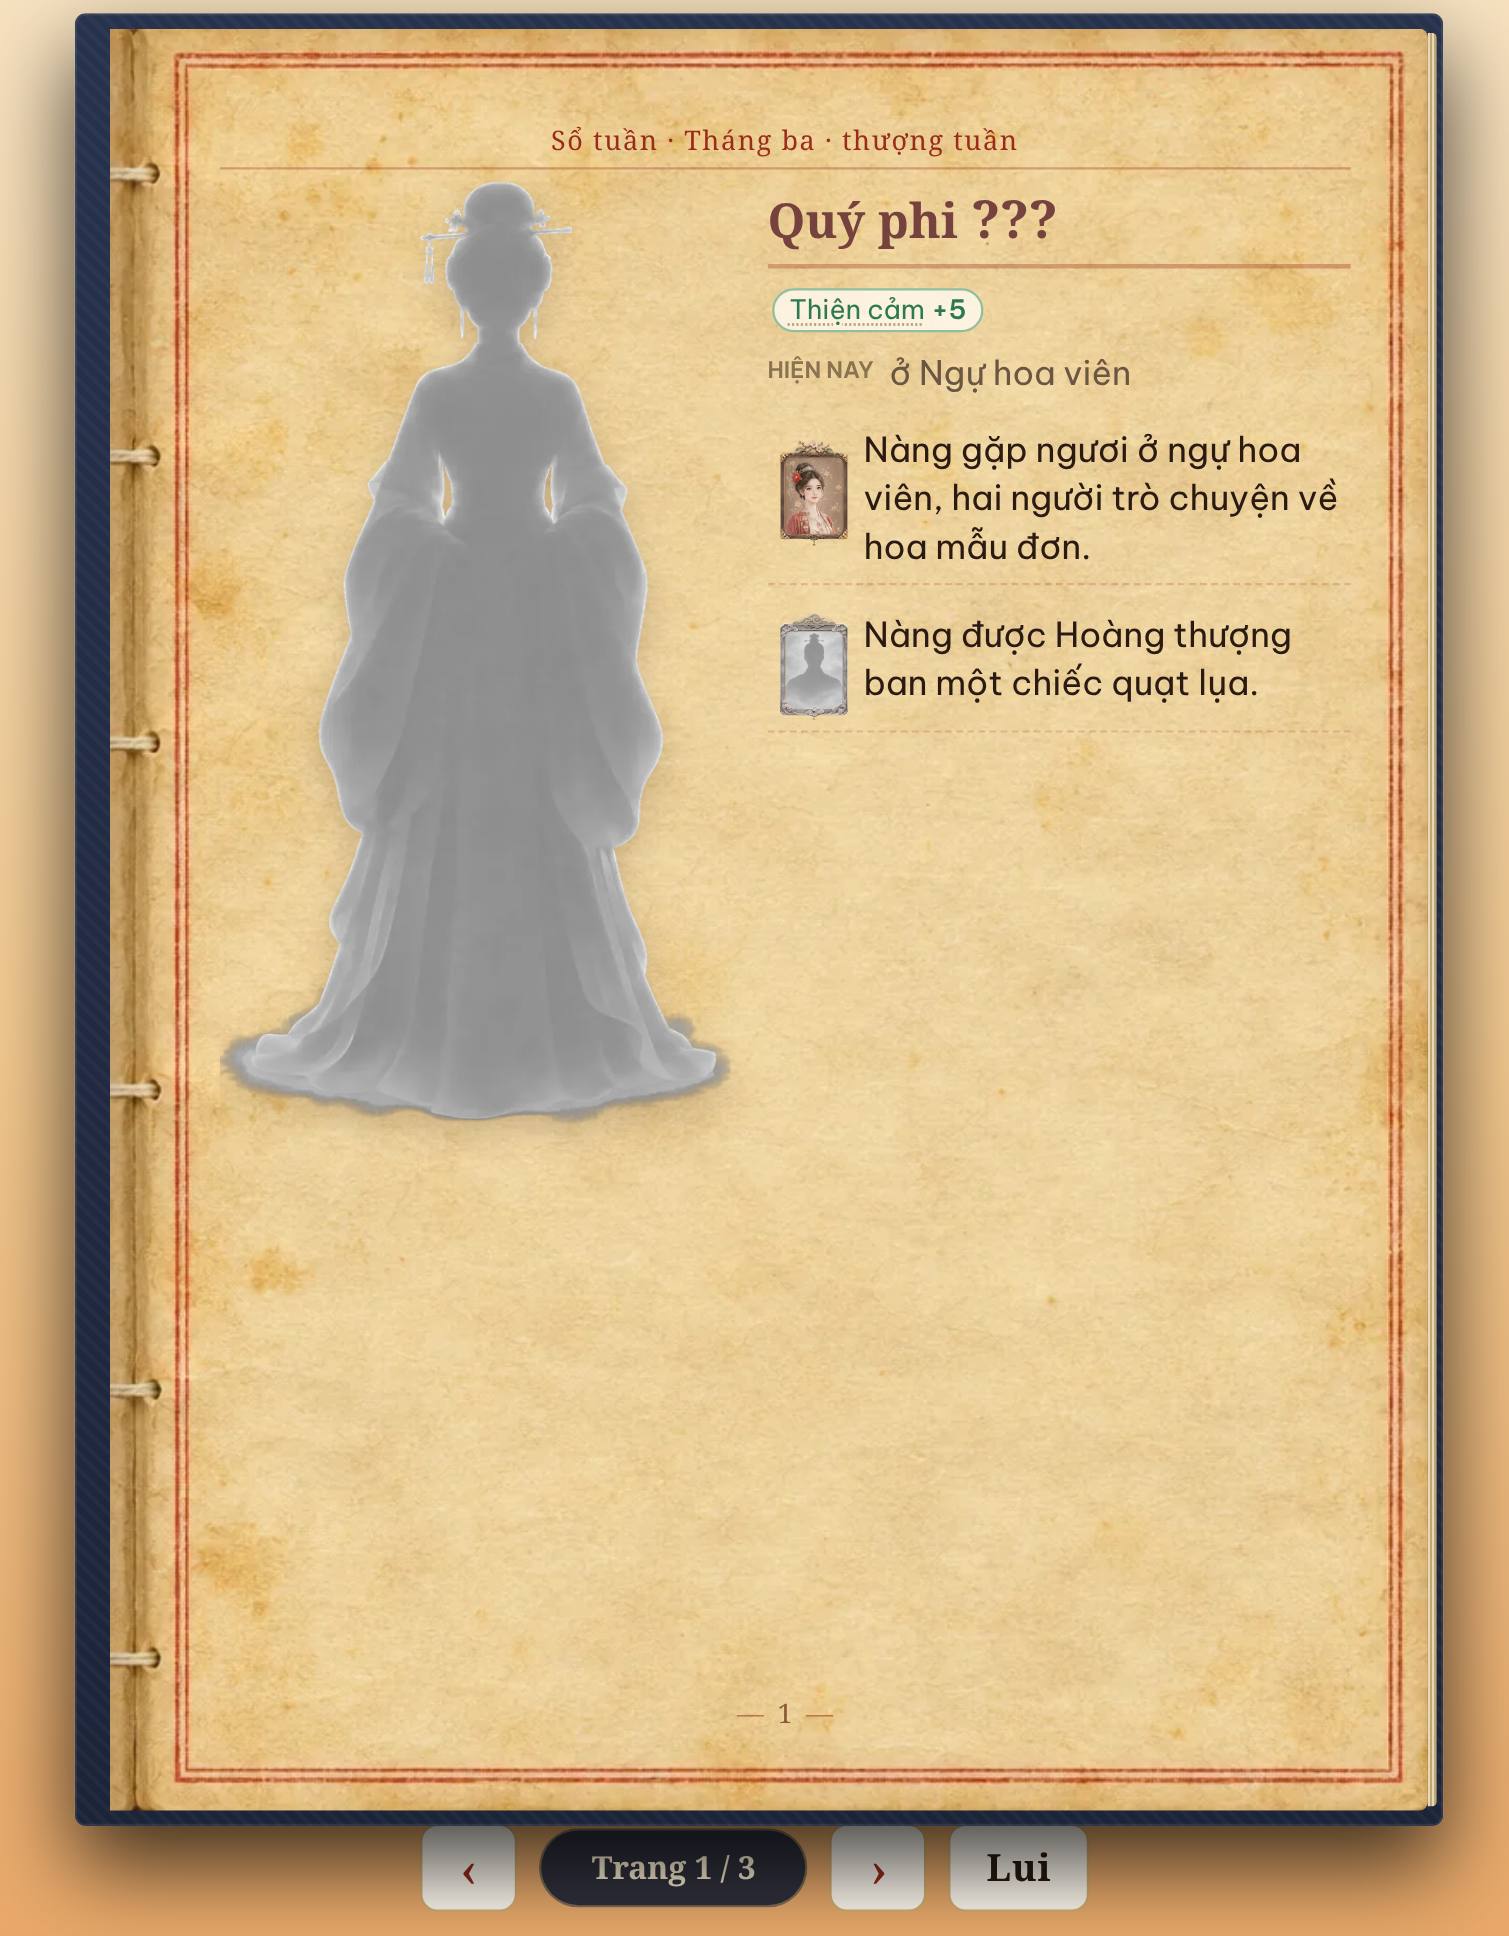 Sổ tuần · Tháng ba · thượng tuần
Quý phi ???
Thiện cảm +5
HIỆN NAY ở Ngự hoa viên
Nàng gặp ngươi ở ngự hoa
viên, hai người trò chuyện về
hoa mẫu đơn.
Nàng được Hoàng thượng
ban một chiếc quạt lụa.
— 1 —
‹ Trang 1 / 3 › Lui